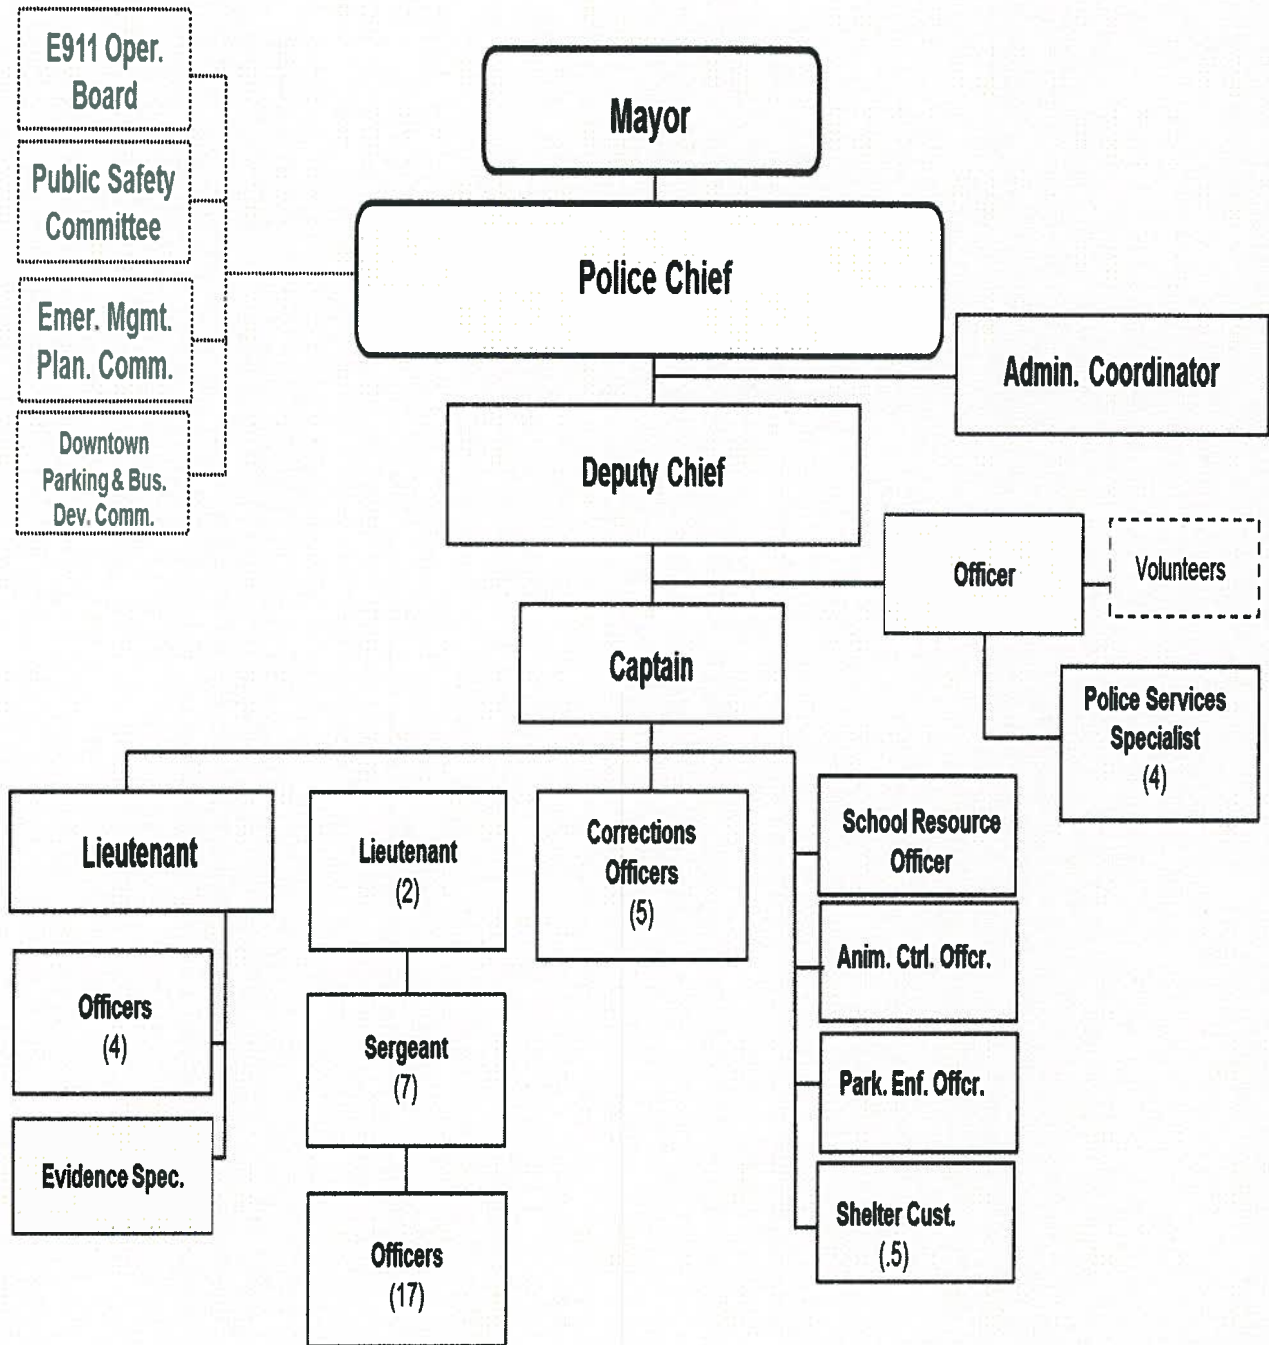 E911 Oper.
Board
Public Safety
Committee
Emer. Mgmt.
Plan. Comm.
Downtown
Parking & Bus.
Dev. Comm.
Mayor
Police Chief
Admin. Coordinator
Deputy Chief
Officer
Volunteers
Police Services
Specialist
(4)
Captain
Lieutenant
Officers
(4)
Evidence Spec.
Lieutenant
(2)
Sergeant
(7)
Officers
(17)
Corrections
Officers
(5)
School Resource
Officer
Anim. Ctrl. Offcr.
Park. Enf. Offcr.
Shelter Cust.
(.5)